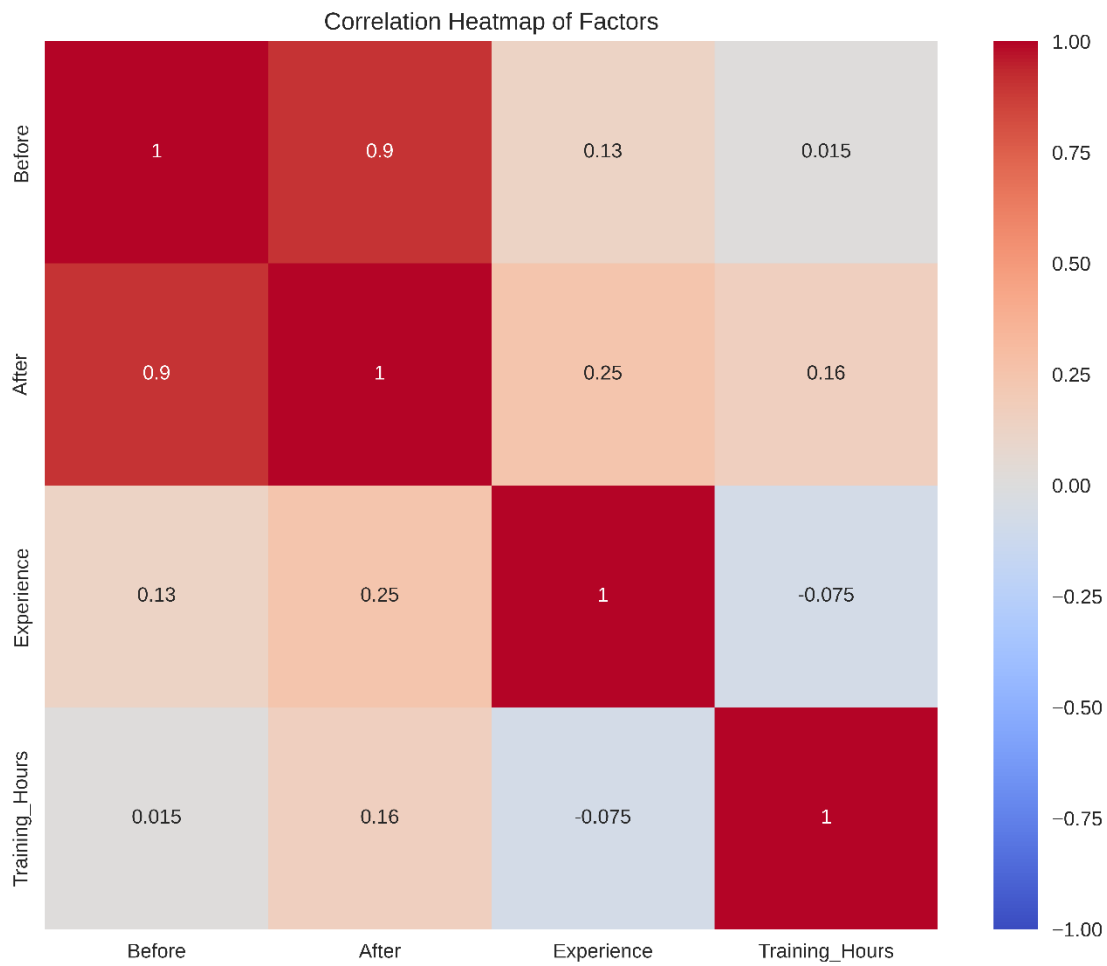 Correlation Heatmap of Factors
Before
1
0.9
0.13
0.015
After
0.9
1
0.25
0.16
Experience
0.13
0.25
1
-0.075
Training_Hours
0.015
0.16
-0.075
1
Before
After
Experience
Training_Hours
1.00
0.75
0.50
0.25
0.00
−0.25
−0.50
−0.75
−1.00